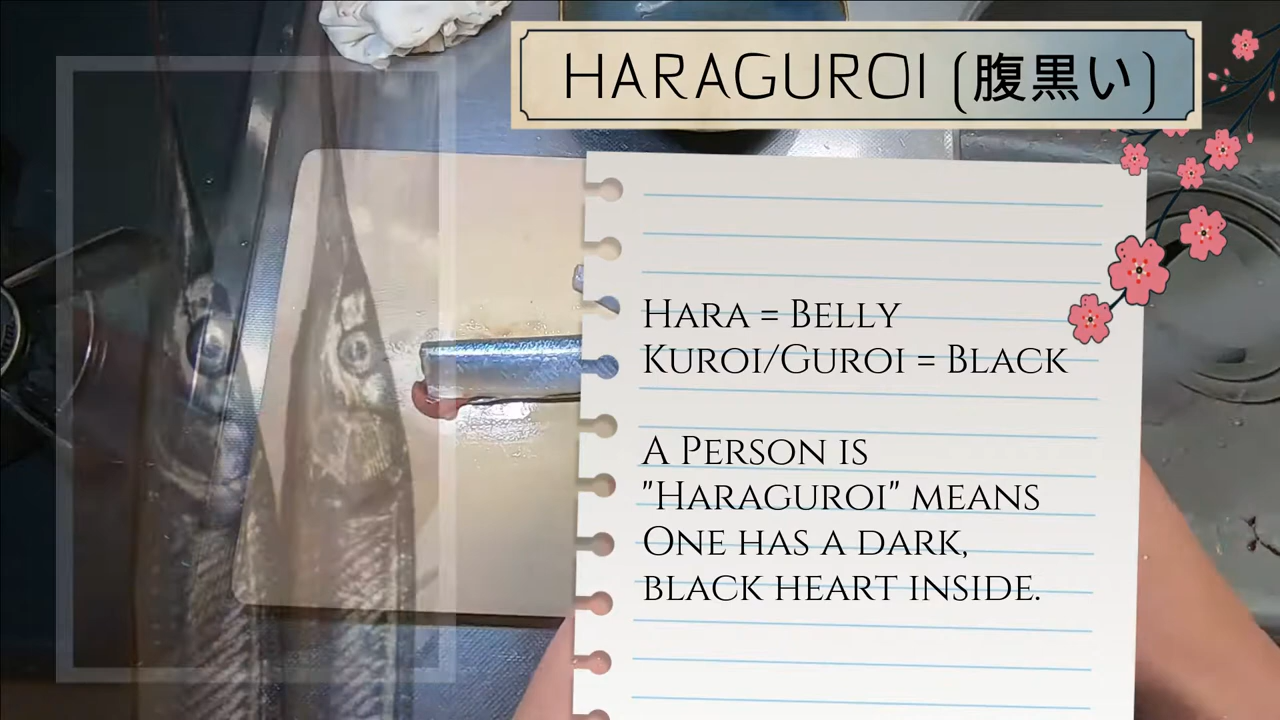 HARAGUROI (腹黒い)
HARA = BELLY
KUROI/GUROI = BLACK
A PERSON IS
"HARAGUROI" MEANS
ONE HAS A DARK,
BLACK HEART INSIDE.